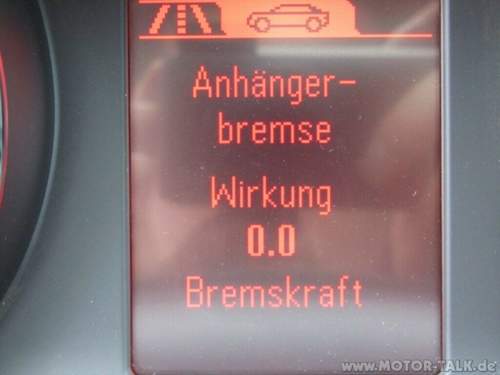 Anhänger-
bremse
Wirkung
0.0
Bremskraft
www.MOTOR-TALK.de